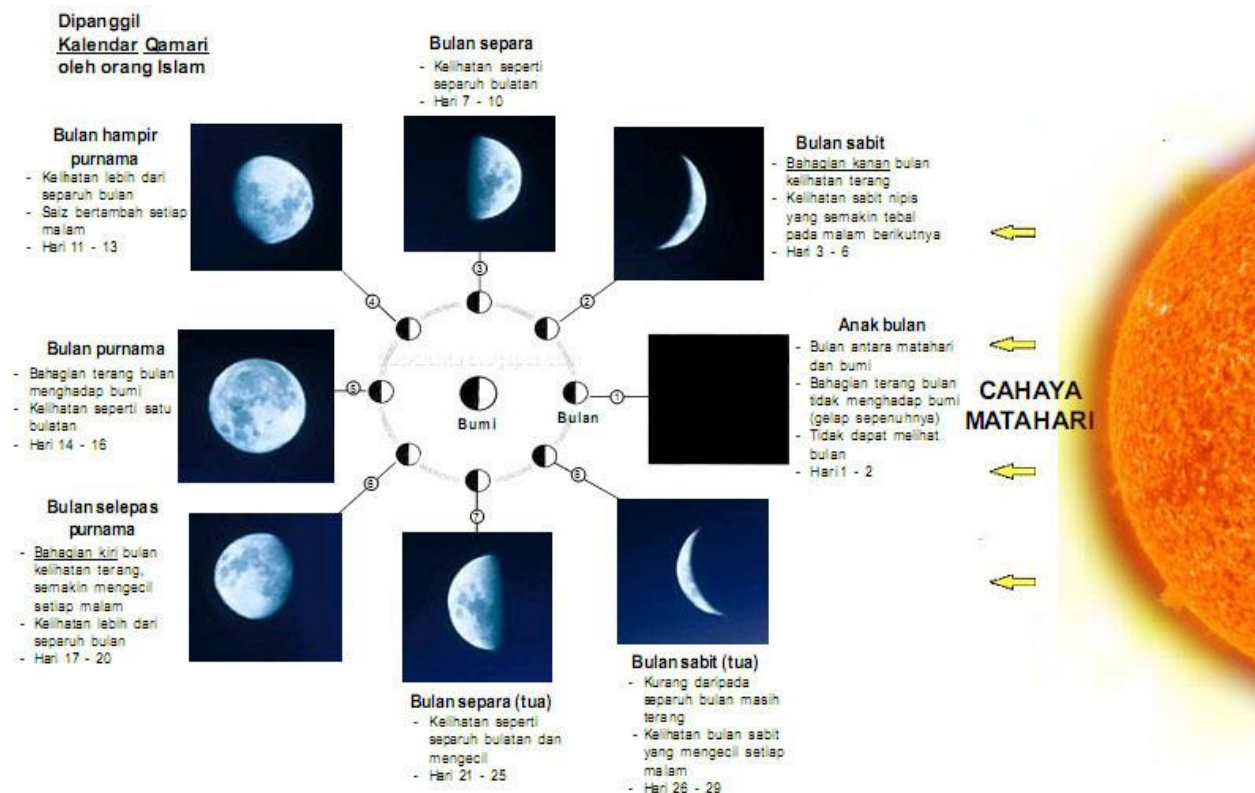 Dipanggil
Kalendar Qamari
oleh orang Islam
Bulan separa
- Kelihatan seperti
separuh bulatan
- Hari 7 - 10
Bulan hampir
purnama
- Kelihatan lebih dari
separuh bulan
- Saiz bertambah setiap
malam
- Hari 11 - 13
Bulan sabit
- Bahagian kanan bulan
kelihatan terang
- Kelihatan sabit nipis
yang semakin tebal
pada malam berikutnya
- Hari 3 - 6
4
3
2
Bulan purnama
- Bahagian terang bulan
menghadap bumi
- Kelihatan seperti satu
bulatan
- Hari 14 - 16
5
Bumi
Bulan
1
Anak bulan
- Bulan antara matahari
dan bumi
- Bahagian terang bulan
tidak menghadap bumi
(gelap sepenuhnya)
- Tidak dapat melihat
bulan
- Hari 1 - 2
CAHAYA
MATAHARI
6
7
8
Bulan selepas
purnama
- Bahagian kiri bulan
kelihatan terang,
semakin mengecil
setiap malam
- Kelihatan lebih dari
separuh bulan
- Hari 17 - 20
Bulan separa (tua)
- Kelihatan seperti
separuh bulatan dan
mengecil
- Hari 21 - 25
Bulan sabit (tua)
- Kurang daripada
separuh bulan masih
terang
- Kelihatan bulan sabit
yang mengecil setiap
malam
- Hari 26 - 29